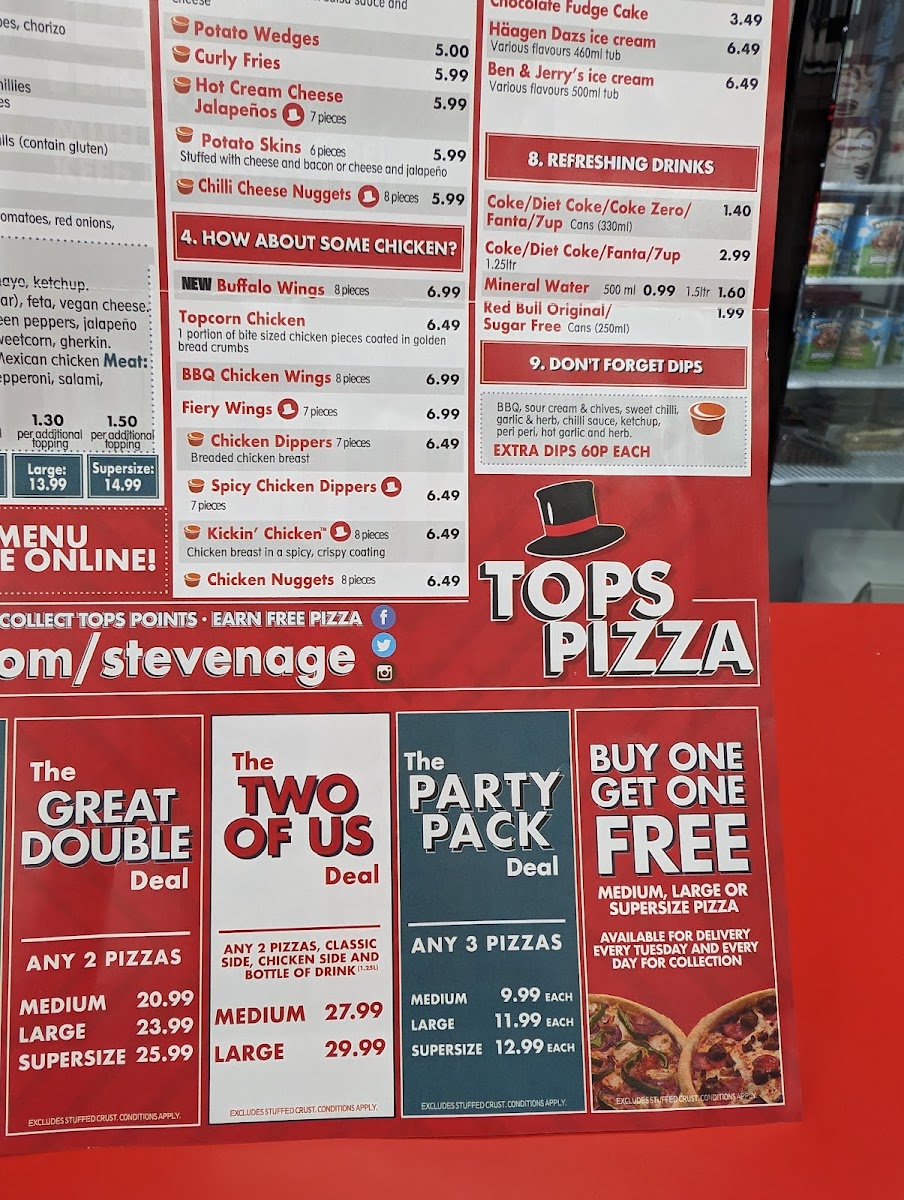 pes, chorizo
hillies
es
lls (contain gluten)
omatoes, red onions,
mayo, ketchup.
ar), feta, vegan cheese.
een peppers, jalapeño
weetcorn, gherkin.
Mexican chicken Meat:
epperoni, salami,
1.30 1.50
per additional per additional
topping topping
Large: Supersize:
13.99 14.99
MENU
E ONLINE!
salsa sauce and
cheese
Potato Wedges 5.00
Curly Fries 5.99
Hot Cream Cheese
Jalapeños 7 pieces 5.99
Potato Skins 6 pieces 5.99
Stuffed with cheese and bacon or cheese and jalapeño
Chilli Cheese Nuggets 8 pieces 5.99
4. HOW ABOUT SOME CHICKEN?
NEW Buffalo Wings 8 pieces 6.99
Topcorn Chicken 6.49
1 portion of bite sized chicken pieces coated in golden
bread crumbs
BBQ Chicken Wings 8 pieces 6.99
Fiery Wings 7 pieces 6.99
Chicken Dippers 7 pieces 6.49
Breaded chicken breast
Spicy Chicken Dippers 6.49
7 pieces
Kickin' Chicken™ 8 pieces 6.49
Chicken breast in a spicy, crispy coating
Chicken Nuggets 8 pieces 6.49
Chocolate Fudge Cake 3.49
Häagen Dazs ice cream 6.49
Various flavours 460ml tub
Ben & Jerry's ice cream 6.49
Various flavours 500ml tub
8. REFRESHING DRINKS
Coke/Diet Coke/Coke Zero/ 1.40
Fanta/7up Cans (330ml)
Coke/Diet Coke/Fanta/7up 2.99
1.25ltr
Mineral Water 500 ml 0.99 1.5ltr 1.60
Red Bull Original/ 1.99
Sugar Free Cans (250ml)
9. DON'T FORGET DIPS
BBQ, sour cream & chives, sweet chilli,
garlic & herb, chilli sauce, ketchup,
peri peri, hot garlic and herb.
EXTRA DIPS 60P EACH
TOPS
PIZZA
COLLECT TOPS POINTS · EARN FREE PIZZA
om/stevenage
The
GREAT
DOUBLE
Deal
ANY 2 PIZZAS
MEDIUM 20.99
LARGE 23.99
SUPERSIZE 25.99
EXCLUDES STUFFED CRUST. CONDITIONS APPLY.
The
TWO
OF US
Deal
ANY 2 PIZZAS, CLASSIC
SIDE, CHICKEN SIDE AND
BOTTLE OF DRINK (1.25L)
MEDIUM 27.99
LARGE 29.99
EXCLUDES STUFFED CRUST. CONDITIONS APPLY.
The
PARTY
PACK
Deal
ANY 3 PIZZAS
MEDIUM 9.99 EACH
LARGE 11.99 EACH
SUPERSIZE 12.99 EACH
EXCLUDES STUFFED CRUST. CONDITIONS APPLY.
BUY ONE
GET ONE
FREE
MEDIUM, LARGE OR
SUPERSIZE PIZZA
AVAILABLE FOR DELIVERY
EVERY TUESDAY AND EVERY
DAY FOR COLLECTION
EXCLUDES STUFFED CRUST. CONDITIONS APPLY.